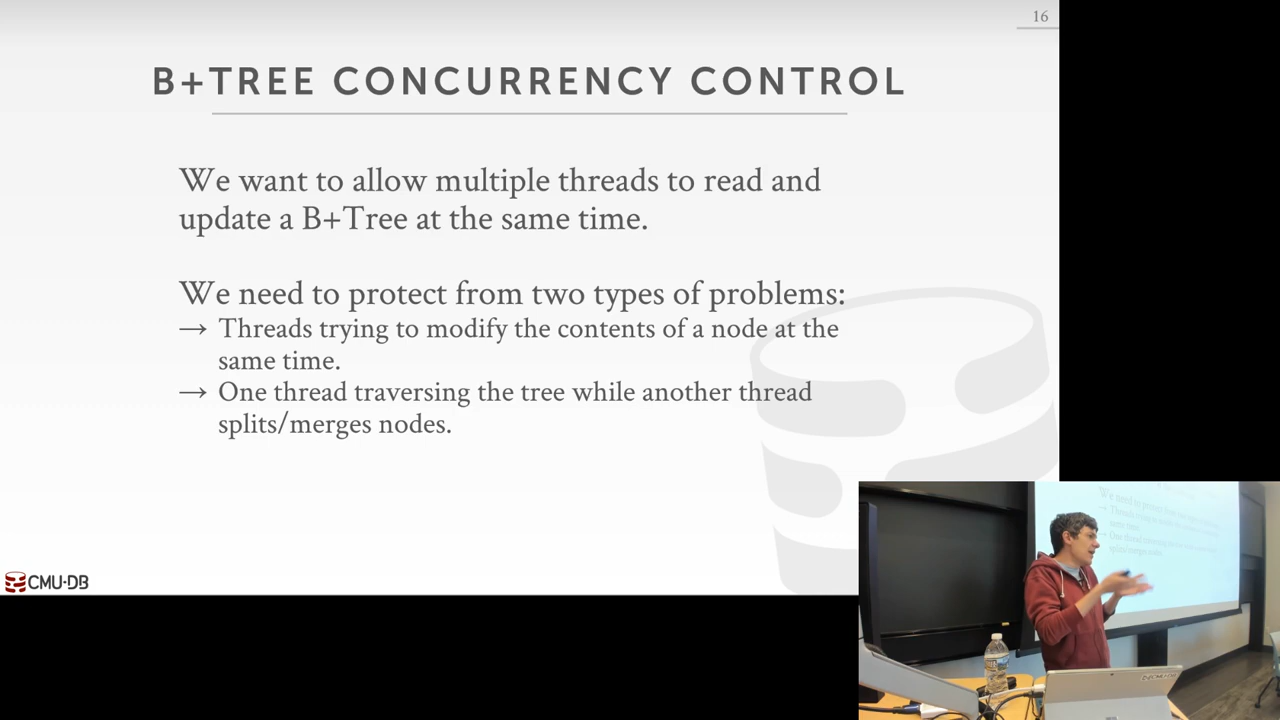 16
B+TREE CONCURRENCY CONTROL
We want to allow multiple threads to read and
update a B+Tree at the same time.
We need to protect from two types of problems:
→ Threads trying to modify the contents of a node at the
same time.
→ One thread traversing the tree while another thread
splits/merges nodes.
CMU·DB